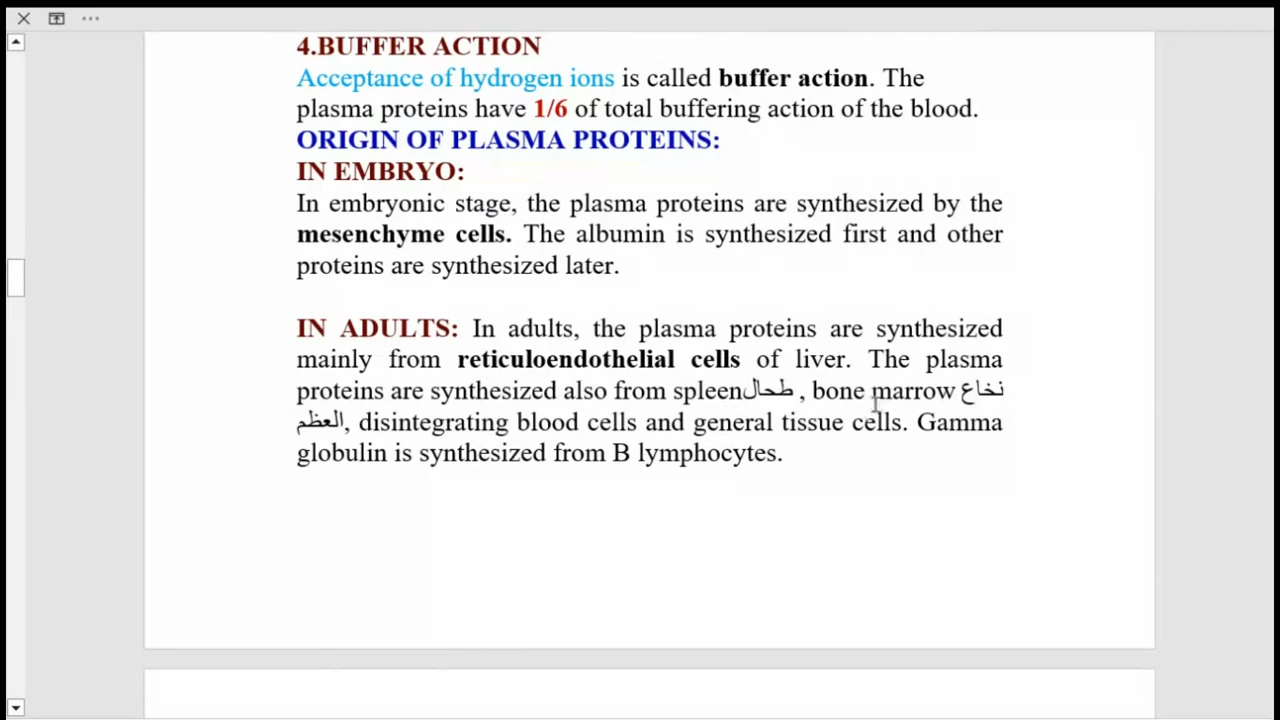 4.BUFFER ACTION
Acceptance of hydrogen ions is called buffer action. The
plasma proteins have 1/6 of total buffering action of the blood.
ORIGIN OF PLASMA PROTEINS:
IN EMBRYO:
In embryonic stage, the plasma proteins are synthesized by the
mesenchyme cells. The albumin is synthesized first and other
proteins are synthesized later.
IN ADULTS: In adults, the plasma proteins are synthesized
mainly from reticuloendothelial cells of liver. The plasma
proteins are synthesized also from spleenطحال , bone marrow نخاع
العظم, disintegrating blood cells and general tissue cells. Gamma
globulin is synthesized from B lymphocytes.